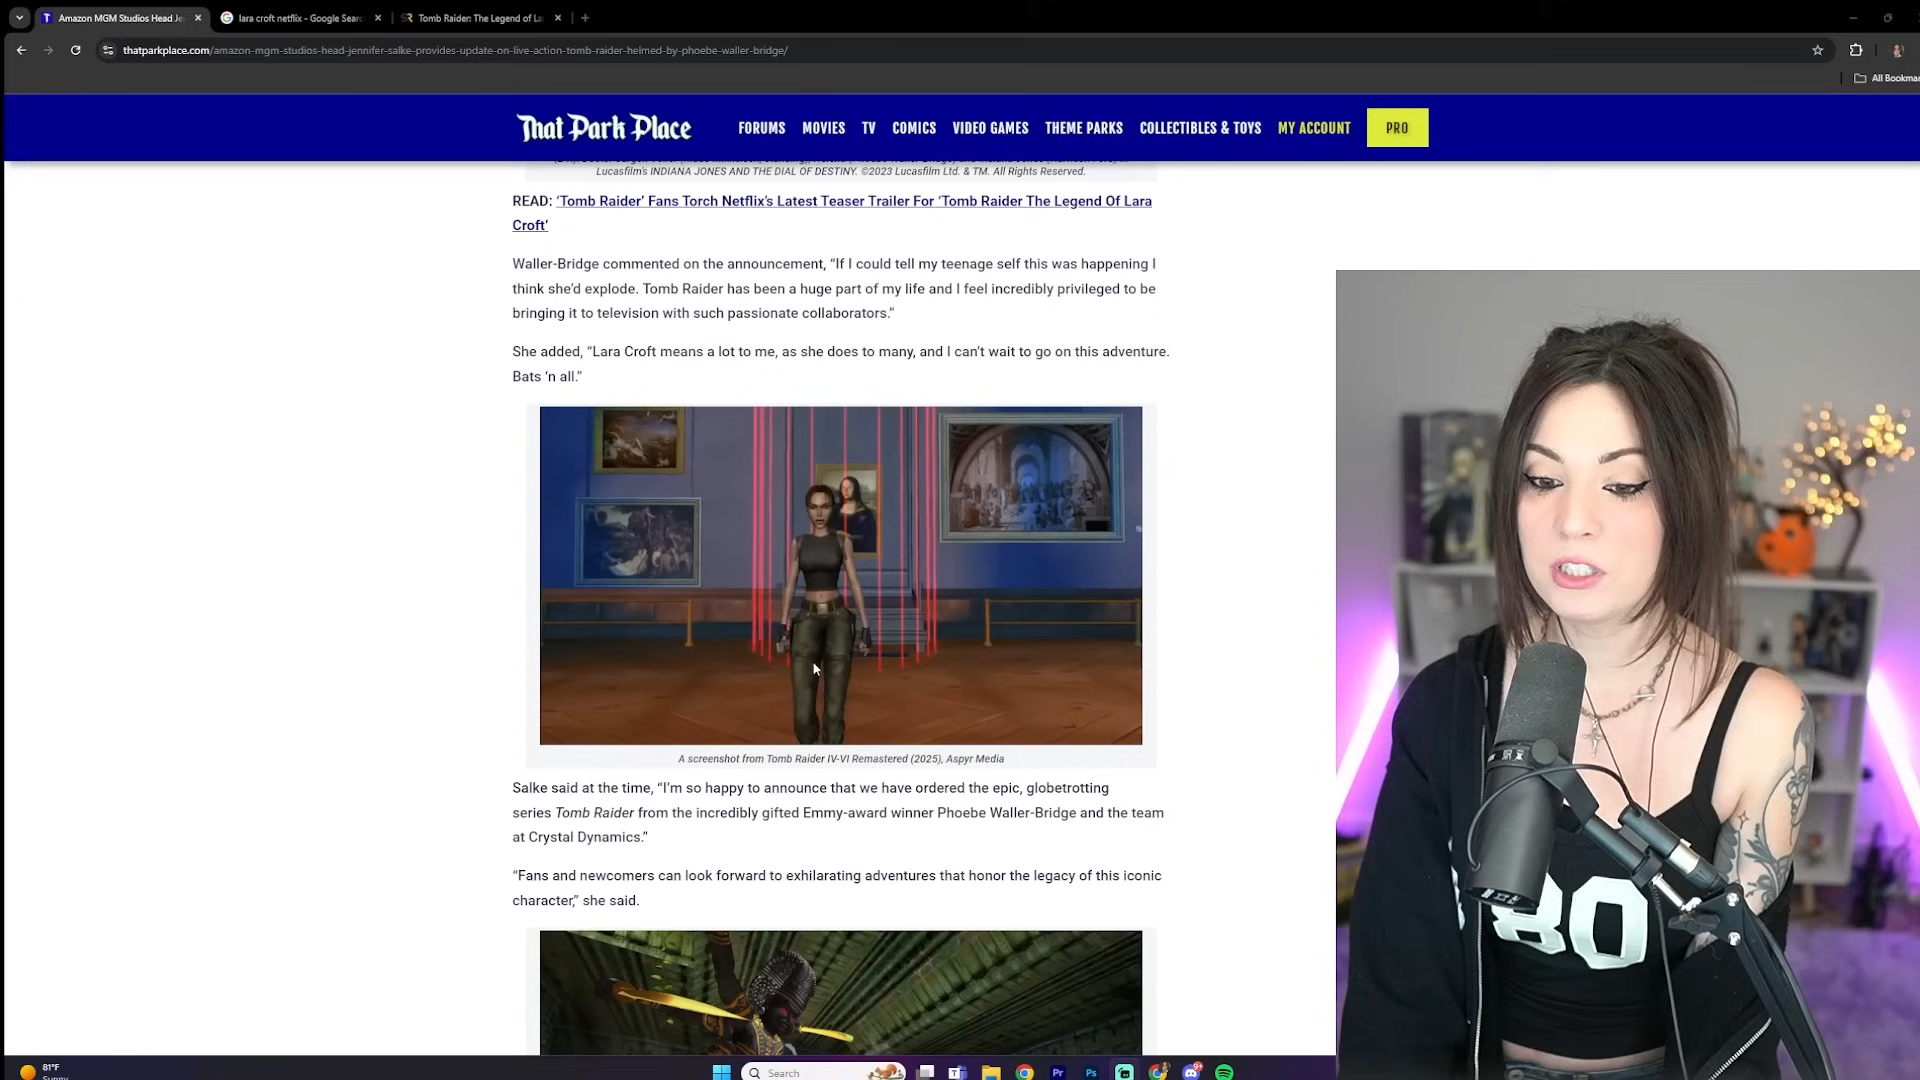 Amazon MGM Studios Head Je
lara croft netflix - Google Sear
Tomb Raider: The Legend of La
thatparkplace.com/amazon-mgm-studios-head-jennifer-salke-provides-update-on-live-action-tomb-raider-helmed-by-phoebe-waller-bridge/
All Bookmar
That Park Place
FORUMS MOVIES TV COMICS VIDEO GAMES THEME PARKS COLLECTIBLES & TOYS MY ACCOUNT PRO
Lucasfilm's INDIANA JONES AND THE DIAL OF DESTINY. ©2023 Lucasfilm Ltd. & TM. All Rights Reserved.
READ: ‘Tomb Raider’ Fans Torch Netflix’s Latest Teaser Trailer For ‘Tomb Raider The Legend Of Lara
Croft’
Waller-Bridge commented on the announcement, “If I could tell my teenage self this was happening I
think she’d explode. Tomb Raider has been a huge part of my life and I feel incredibly privileged to be
bringing it to television with such passionate collaborators.”
She added, “Lara Croft means a lot to me, as she does to many, and I can’t wait to go on this adventure.
Bats ‘n all.”
A screenshot from Tomb Raider IV-VI Remastered (2025), Aspyr Media
Salke said at the time, “I’m so happy to announce that we have ordered the epic, globetrotting
series Tomb Raider from the incredibly gifted Emmy-award winner Phoebe Waller-Bridge and the team
at Crystal Dynamics.”
“Fans and newcomers can look forward to exhilarating adventures that honor the legacy of this iconic
character,” she said.
80
81°F
Sunny
Search